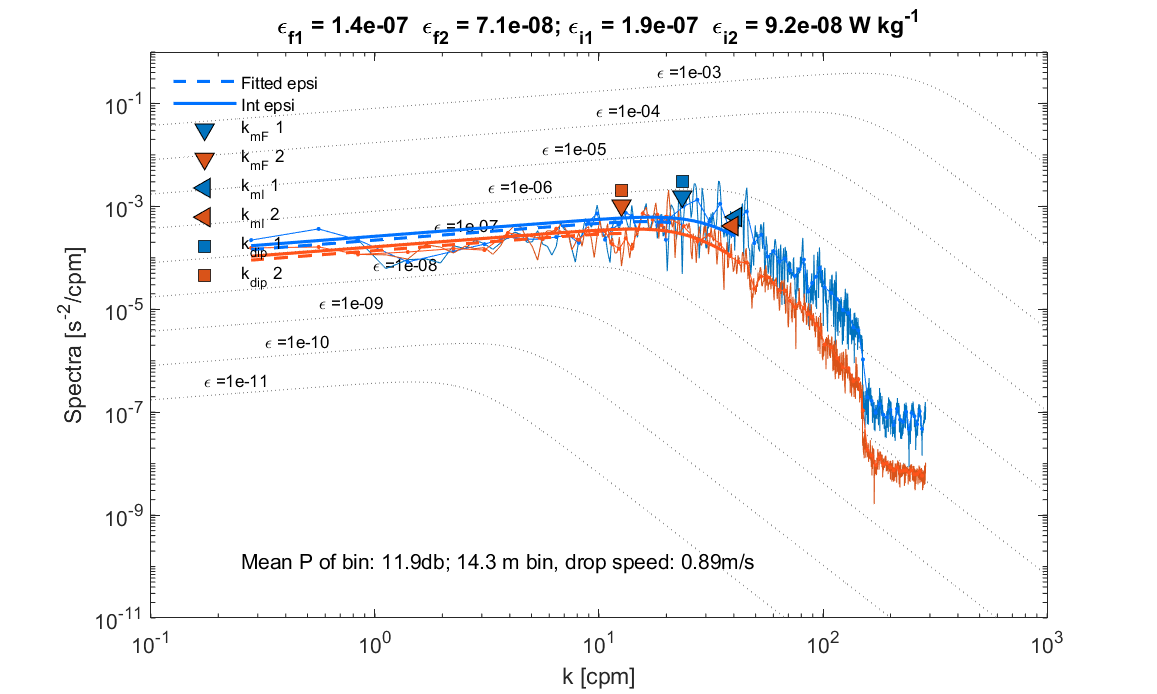 ϵf1 = 1.4e-07 ϵf2 = 7.1e-08; ϵi1 = 1.9e-07 ϵi2 = 9.2e-08 W kg-1
Fitted epsi
Int epsi
kmF 1
kmF 2
kmI 1
kmI 2
kdip 1
kdip 2
ϵ =1e-03
ϵ =1e-04
ϵ =1e-05
ϵ =1e-06
ϵ =1e-07
ϵ =1e-08
ϵ =1e-09
ϵ =1e-10
ϵ =1e-11
Mean P of bin: 11.9db; 14.3 m bin, drop speed: 0.89m/s
Spectra [s-2/cpm]
10-1
10-3
10-5
10-7
10-9
10-11
10-1
100
101
102
103
k [cpm]